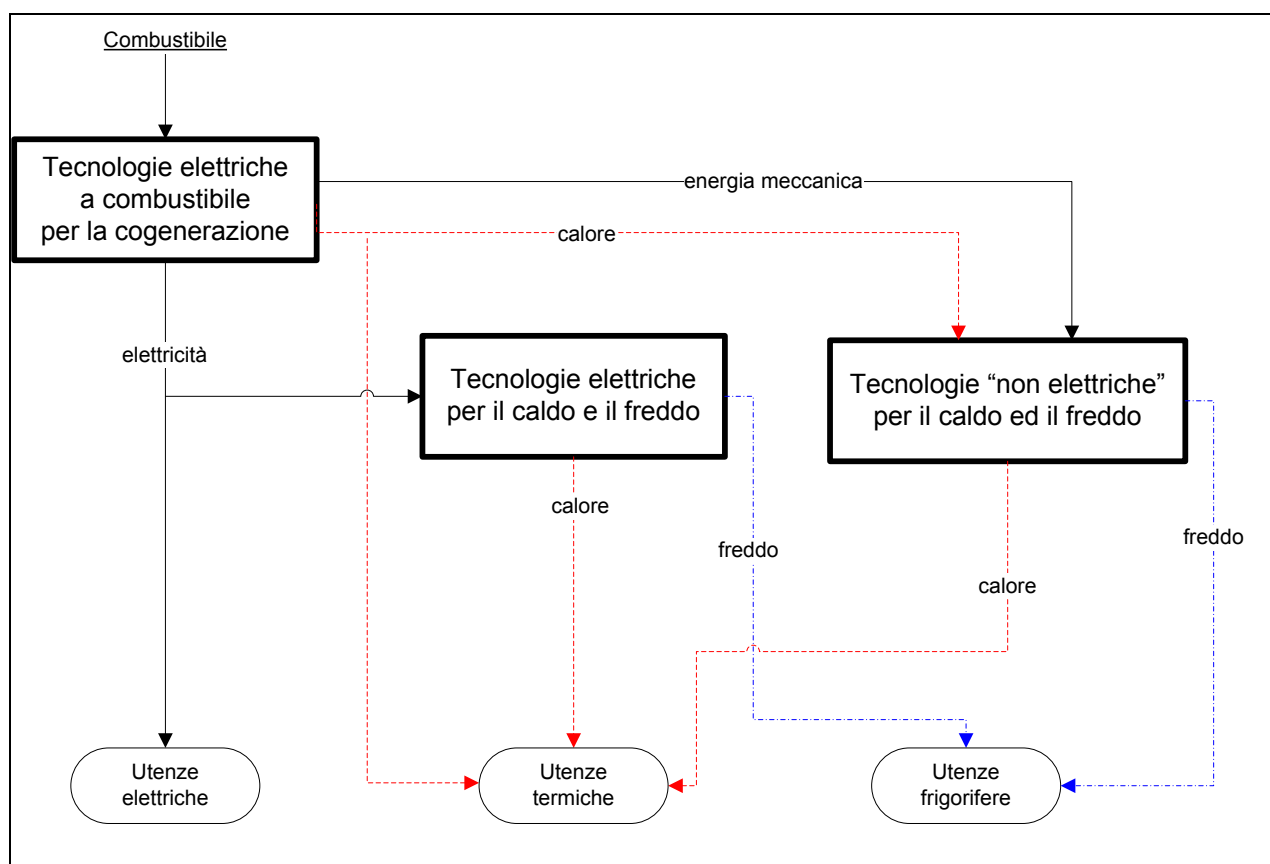 Combustibile
Tecnologie elettriche
a combustibile
per la cogenerazione
energia meccanica
calore
elettricità
Tecnologie elettriche
per il caldo e il freddo
Tecnologie “non elettriche”
per il caldo ed il freddo
calore
freddo
calore
freddo
Utenze
elettriche
Utenze
termiche
Utenze
frigorifere